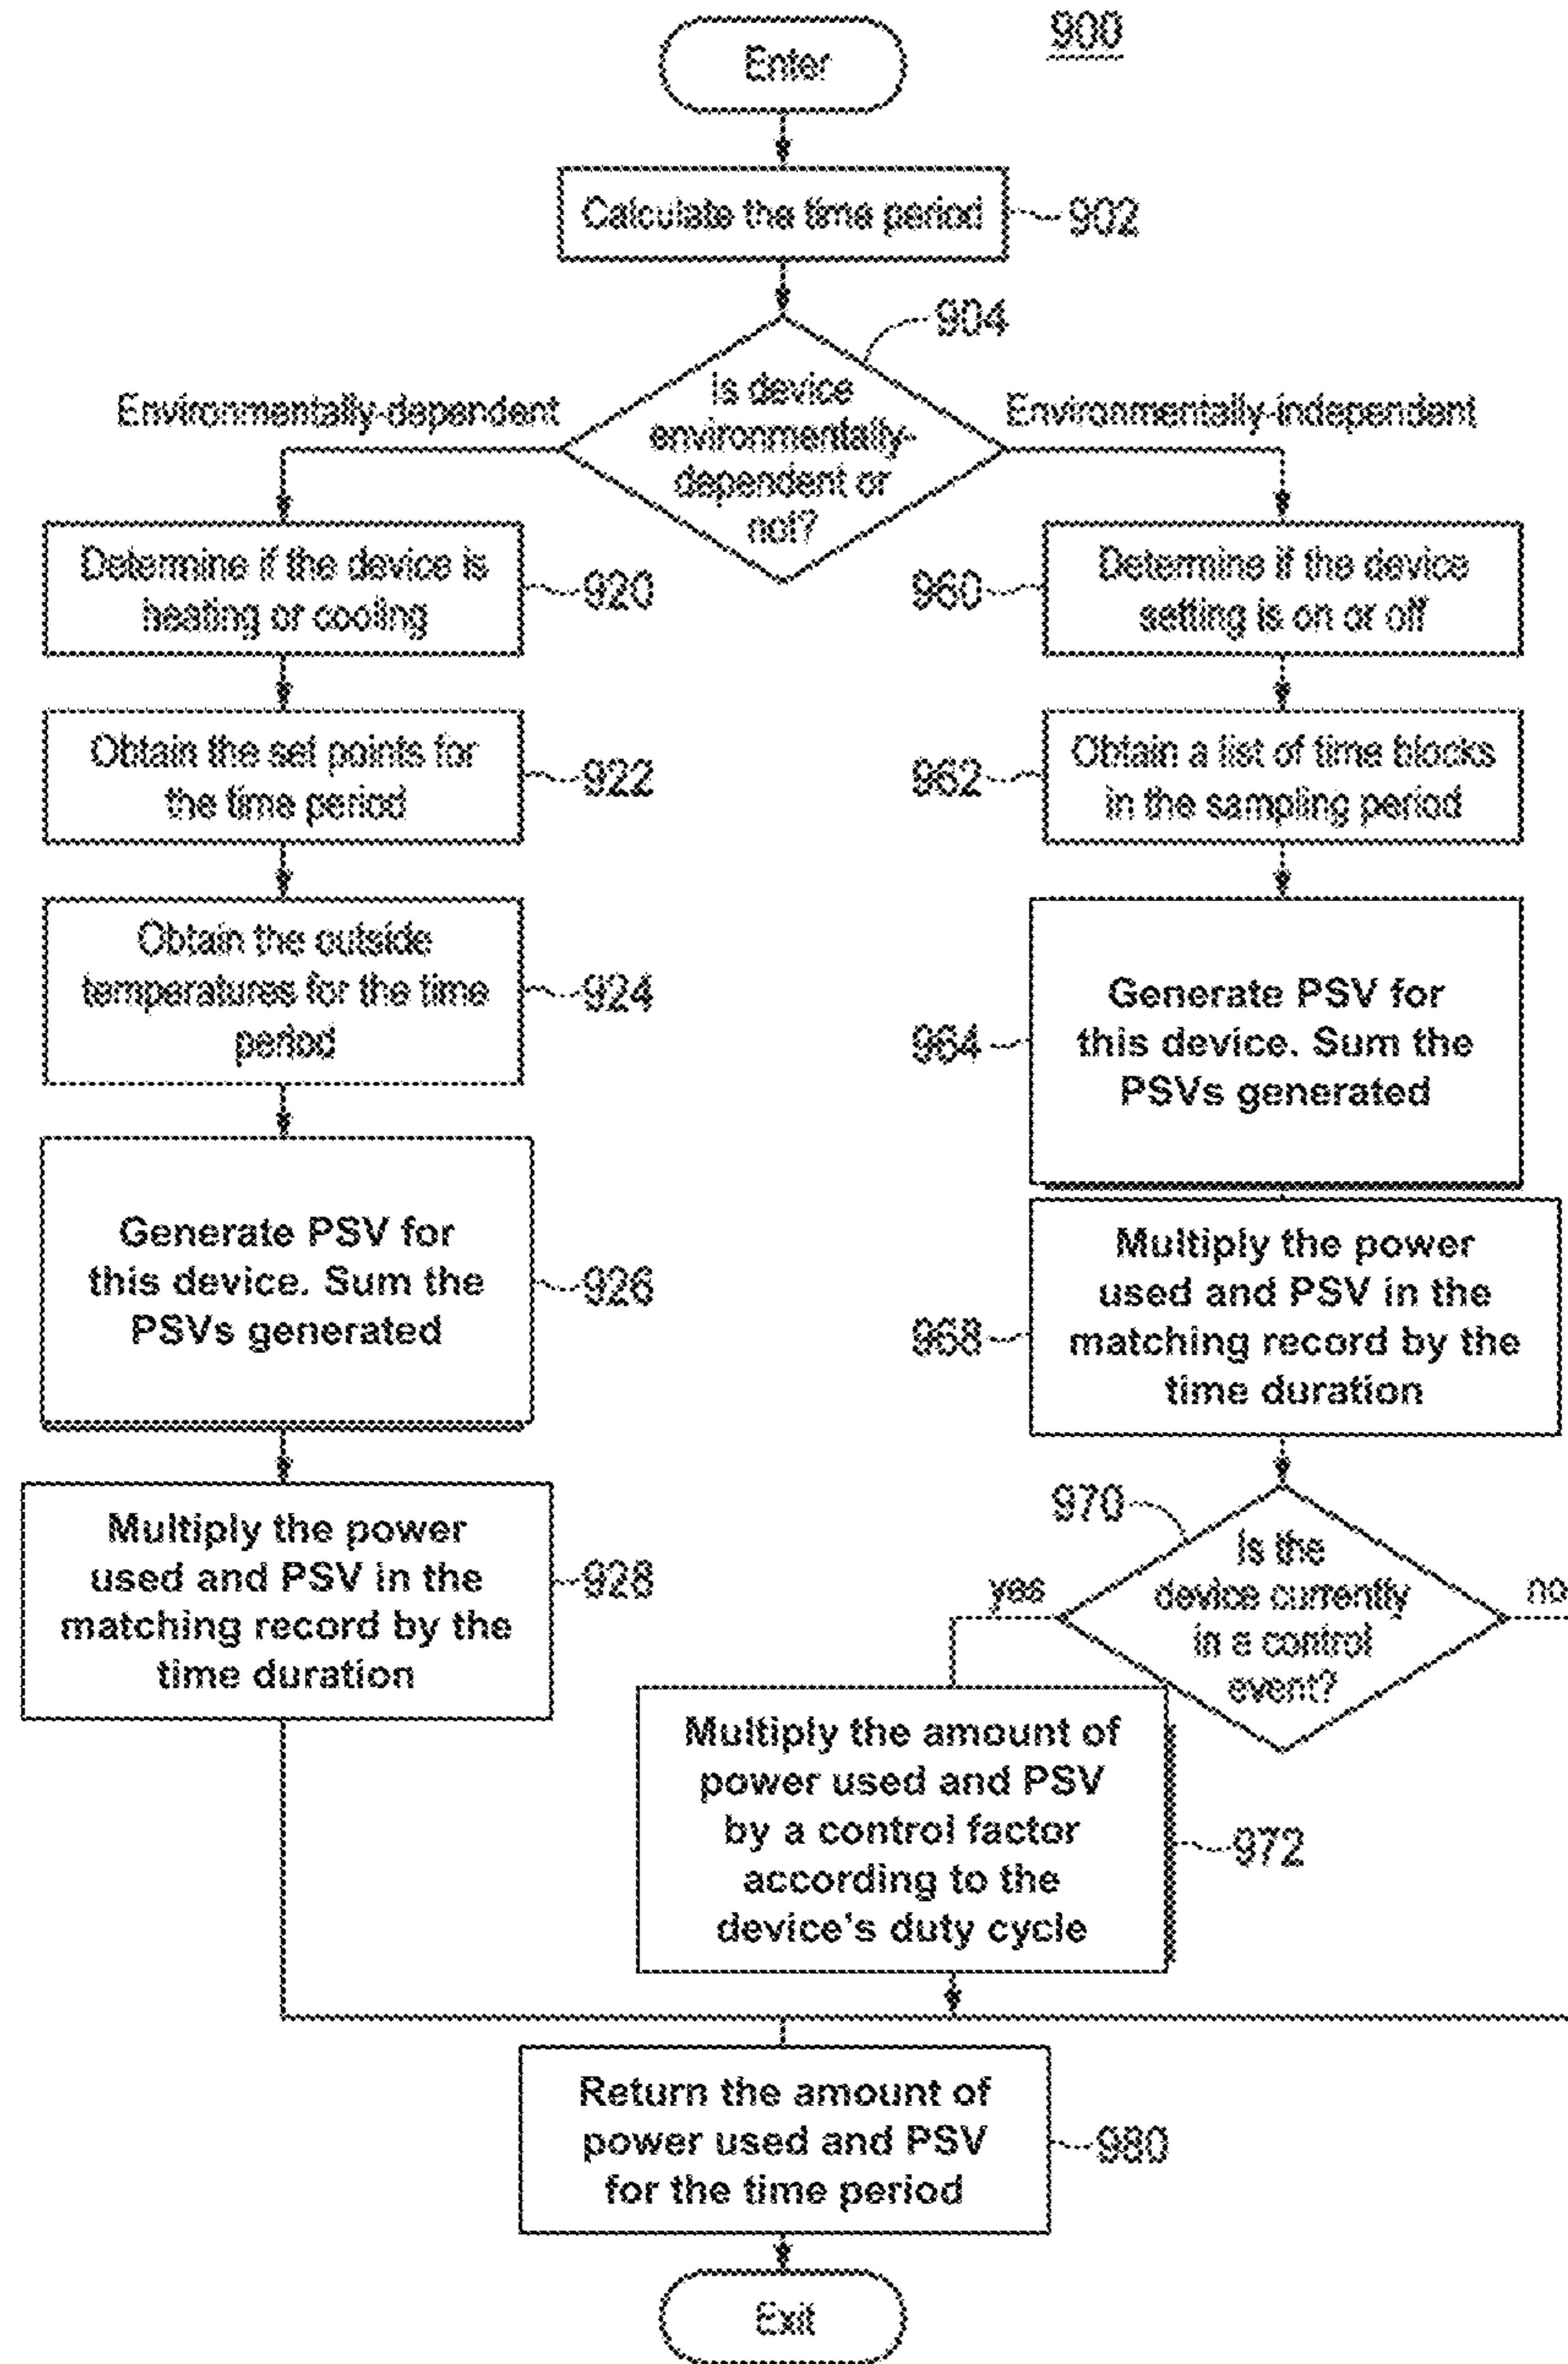 900
Enter
Calculate the time period
902
904
Is device
environmentally-
dependent or
not?
Environmentally-dependent
Environmentally-independent
Determine if the device is
heating or cooling
920
Obtain the set points for
the time period
922
Obtain the outside
temperatures for the time
period
924
Generate PSV for
this device. Sum the
PSVs generated
926
Multiply the power
used and PSV in the
matching record by the
time duration
928
Determine if the device
setting is on or off
960
Obtain a list of time blocks
in the sampling period
962
Generate PSV for
this device. Sum the
PSVs generated
964
Multiply the power
used and PSV in the
matching record by the
time duration
968
970
Is the
device currently
in a control
event?
yes
no
Multiply the amount of
power used and PSV
by a control factor
according to the
device's duty cycle
972
Return the amount of
power used and PSV
for the time period
980
Exit